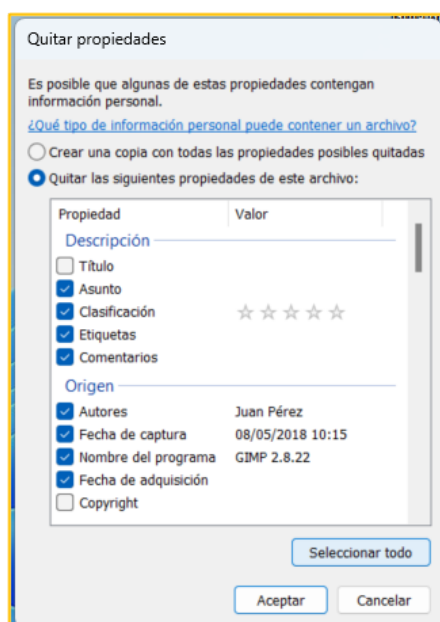 Quitar propiedades
Es posible que algunas de estas propiedades contengan
información personal.
¿Qué tipo de información personal puede contener un archivo?
Crear una copia con todas las propiedades posibles quitadas
Quitar las siguientes propiedades de este archivo:
Propiedad Valor
Descripción
Título
Asunto
Clasificación
Etiquetas
Comentarios
Origen
Autores Juan Pérez
Fecha de captura 08/05/2018 10:15
Nombre del programa GIMP 2.8.22
Fecha de adquisición
Copyright
Seleccionar todo
Aceptar Cancelar